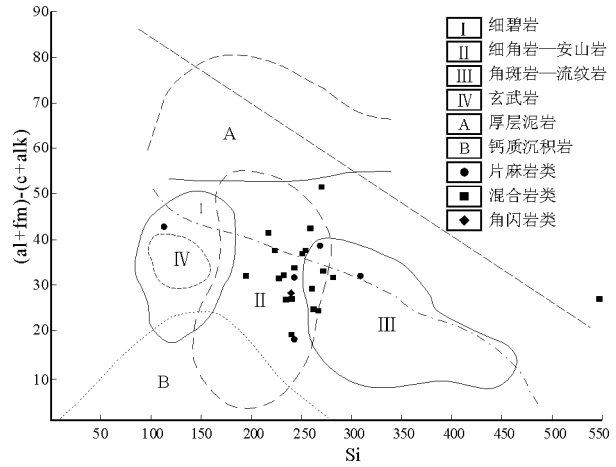 90
80
70
60
50
40
30
20
10
(al+fm)-(c+alk)
50 100 150 200 250 300 350 400 450 500 550
Si
A
I
IV
II
III
B
I 细碧岩
II 细角岩—安山岩
III 角斑岩—流纹岩
IV 玄武岩
A 厚层泥岩
B 钙质沉积岩
片麻岩类
混合岩类
角闪岩类